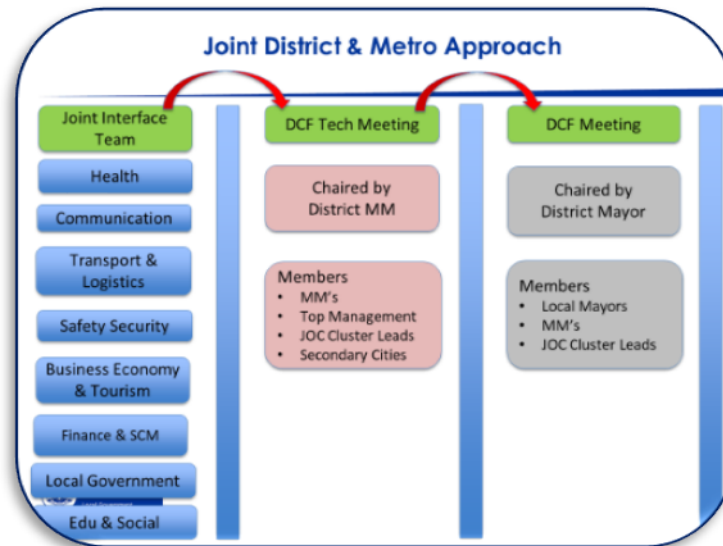 Joint District & Metro Approach
Joint Interface
Team
Health
Communication
Transport &
Logistics
Safety Security
Business Economy
& Tourism
Finance & SCM
Local Government
Edu & Social
DCF Tech Meeting
Chaired by
District MM
Members
• MM's
• Top Management
• JOC Cluster Leads
• Secondary Cities
DCF Meeting
Chaired by
District Mayor
Members
• Local Mayors
• MM's
• JOC Cluster Leads